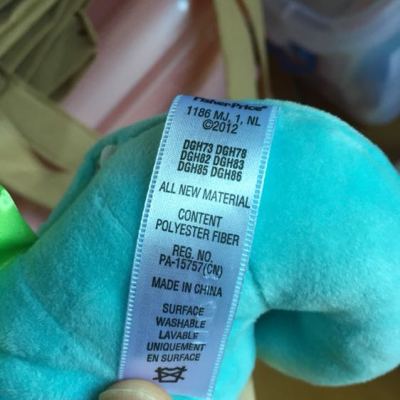 Fisher-Price
1186 MJ, 1, NL
©2012
DGH73 DGH78
DGH82 DGH83
DGH85 DGH86
ALL NEW MATERIAL
CONTENT
POLYESTER FIBER
REG. NO.
PA-15757(CN)
MADE IN CHINA
SURFACE
WASHABLE
LAVABLE
UNIQUEMENT
EN SURFACE